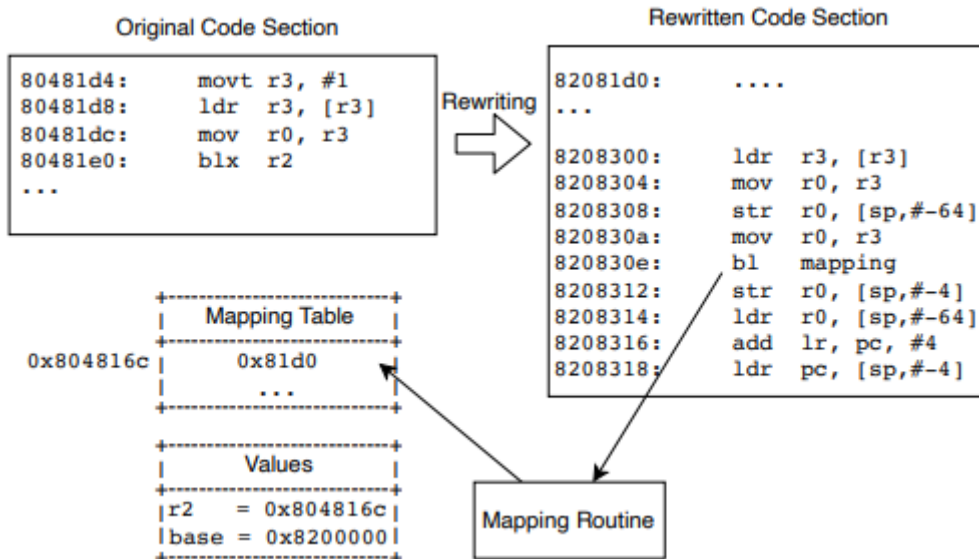 Original Code Section
80481d4: movt r3, #1
80481d8: ldr r3, [r3]
80481dc: mov r0, r3
80481e0: blx r2
...
Rewriting
Rewritten Code Section
82081d0: ....
...
8208300: ldr r3, [r3]
8208304: mov r0, r3
8208308: str r0, [sp,#-64]
820830a: mov r0, r3
820830e: bl mapping
8208312: str r0, [sp,#-4]
8208314: ldr r0, [sp,#-64]
8208316: add lr, pc, #4
8208318: ldr pc, [sp,#-4]
Mapping Table
0x804816c 0x81d0
...
Values
r2 = 0x804816c
base = 0x8200000
Mapping Routine